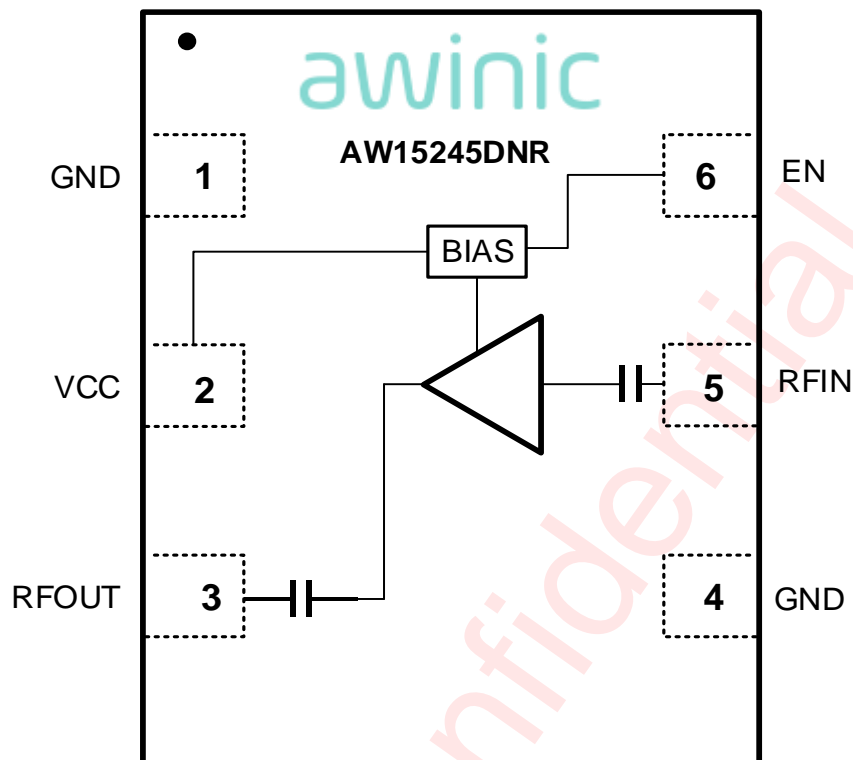 awinic
AW15245DNR
GND 1
6 EN
BIAS
VCC 2
5 RFIN
RFOUT 3
4 GND
nfidential